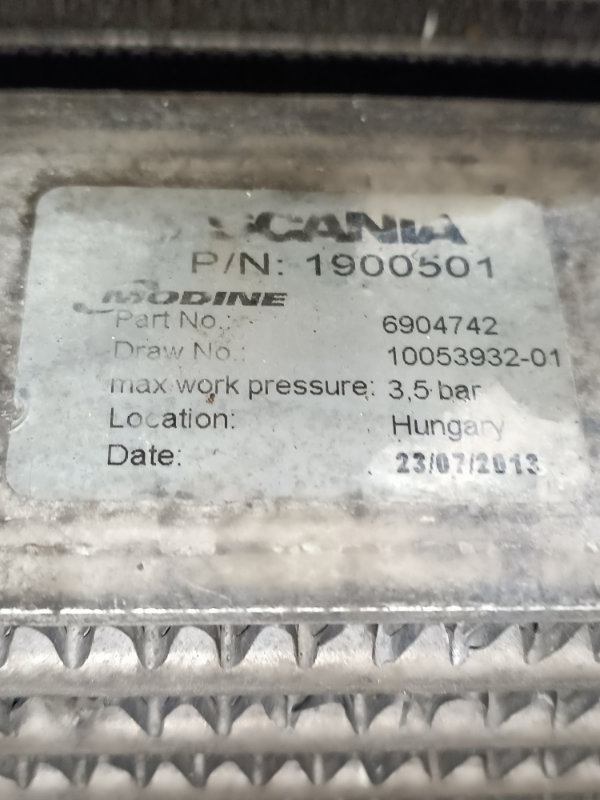 SCANIA
P/N: 1900501
MODINE
Part No.: 6904742
Draw No.: 10053932-01
max work pressure: 3,5 bar
Location: Hungary
Date: 23/07/2013